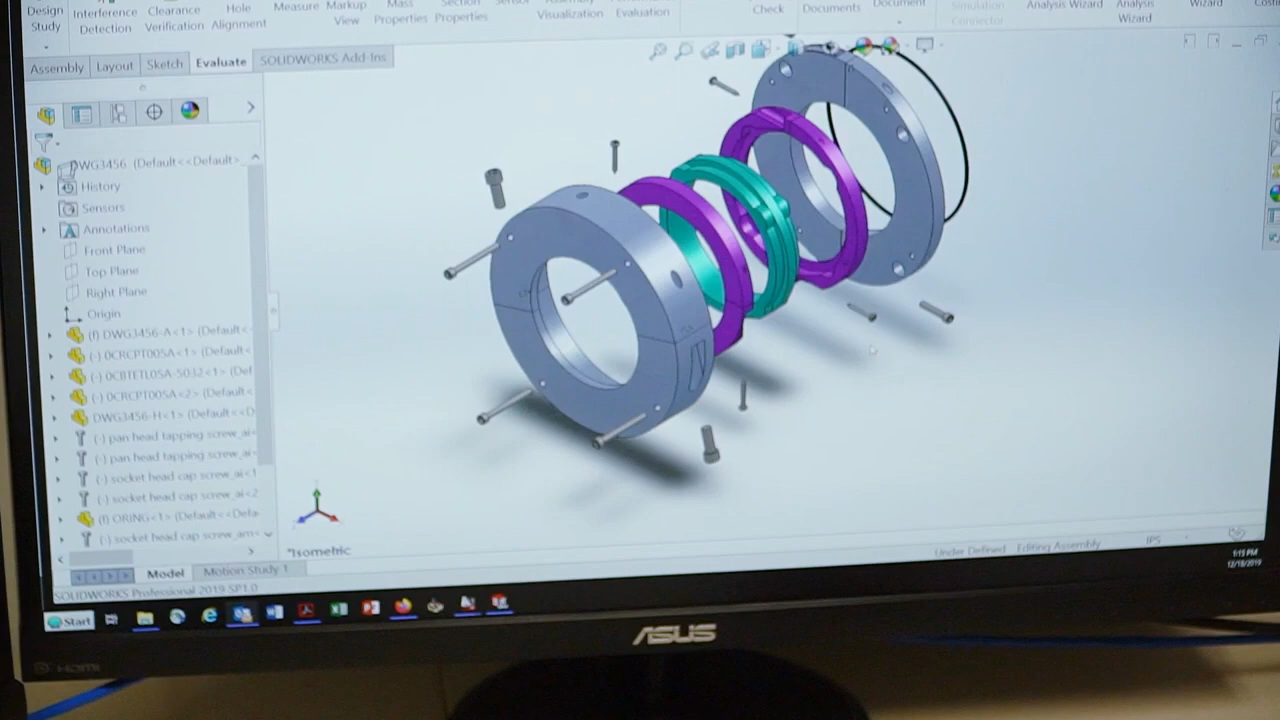 Design Study
Interference Detection
Clearance Verification
Hole Alignment
Measure
Markup View
Mass Properties
Section Properties
Sensor
Assembly Visualization
Performance Evaluation
Check
Documents
Document
Simulation Connector
Analysis Wizard
Analysis Wizard
Wizard
Assembly Layout Sketch Evaluate SOLIDWORKS Add-Ins
DWG3456 (Default<<Default>_
History
Sensors
Annotations
Front Plane
Top Plane
Right Plane
Origin
(f) DWG3456-A<1> (Default<
(-) 0CRCPT005A<1> (Default<
(-) 0CBTETL05A-5032<1> (Def
(-) 0CRCPT005A<2> (Default<
DWG3456-H<1> (Default<<D
(-) pan head tapping screw_ai<
(-) pan head tapping screw_ai<
(-) socket head cap screw_ai<1
(-) socket head cap screw_ai<2
(f) ORING<1> (Default<<Defa
(-) socket head cap screw_am<
*Isometric
Model Motion Study 1
SOLIDWORKS Professional 2019 SP1.0
Under Defined Editing Assembly IPS
1:15 PM
12/18/2019
Start
ASUS
HDMI